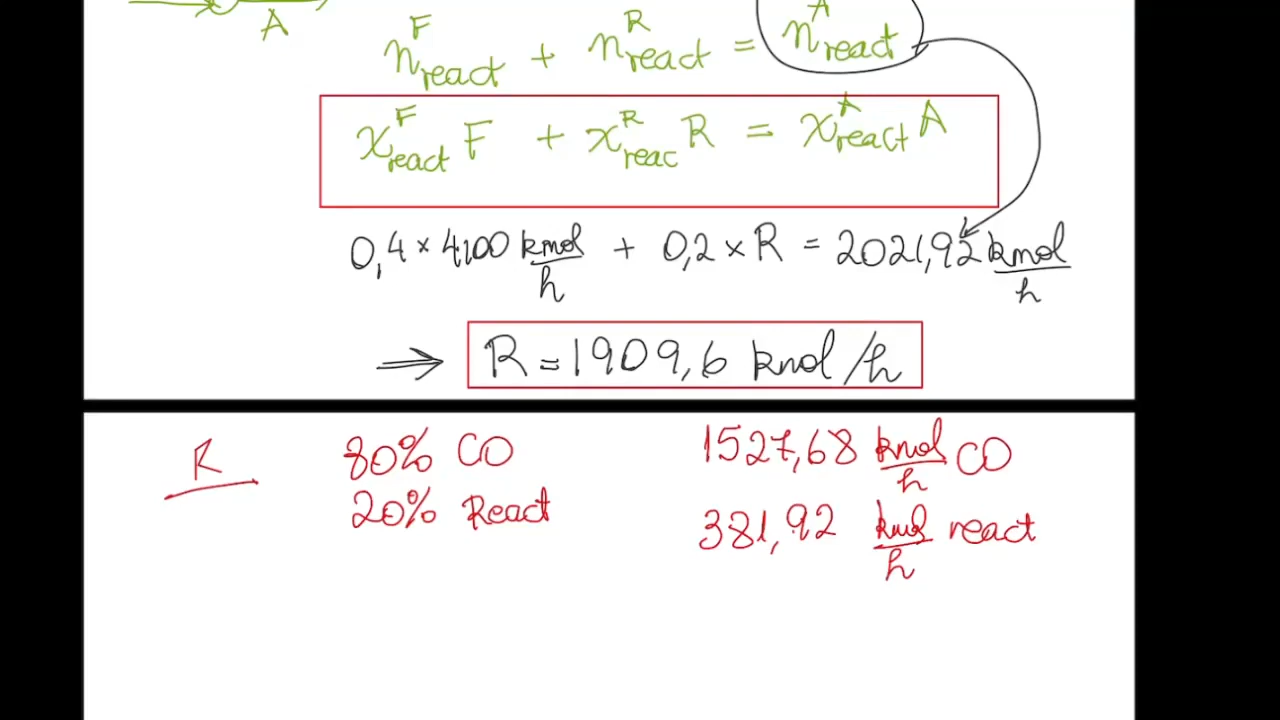 A
n^F_react + n^R_react = n^A_react
x^F_react F + x^R_reac R = x^A_react A
0,4 × 4100 kmol/h + 0,2 × R = 2021,92 kmol/h
⇒ R = 1909,6 kmol/h
R 80% CO 1527,68 kmol/h CO
20% React 381,92 kmol/h react